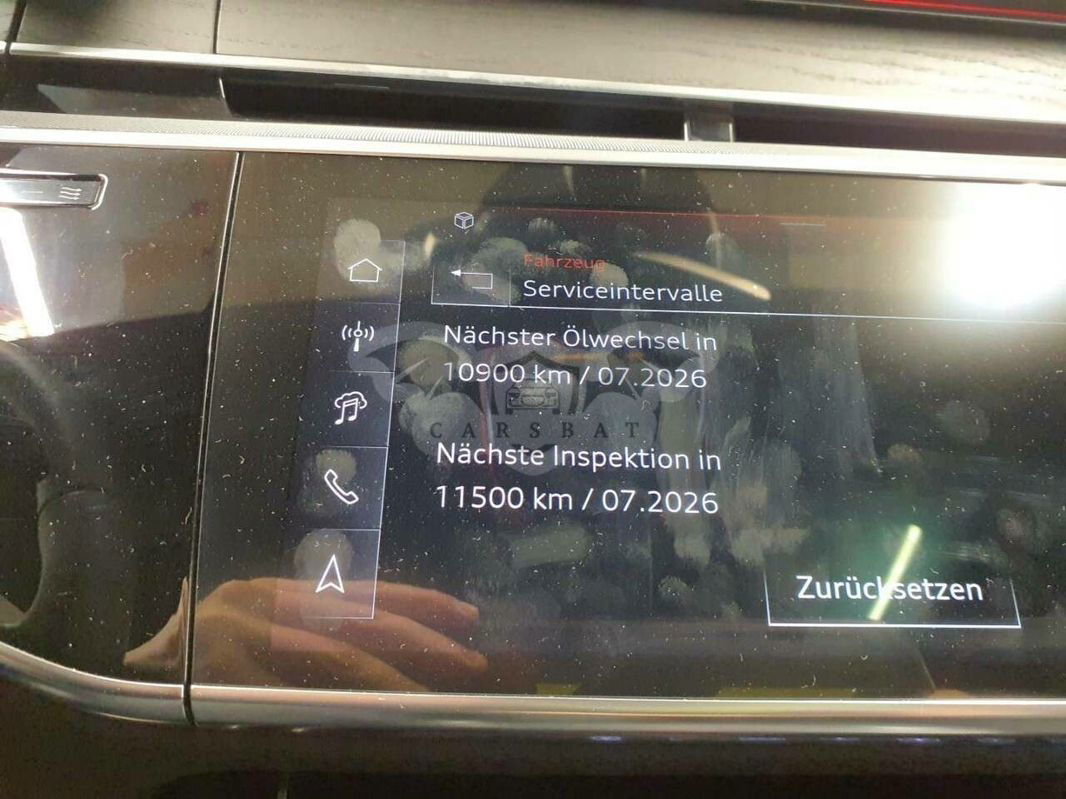 Fahrzeug
Serviceintervalle
Nächster Ölwechsel in
10900 km / 07.2026
CARSBAT
Nächste Inspektion in
11500 km / 07.2026
Zurücksetzen